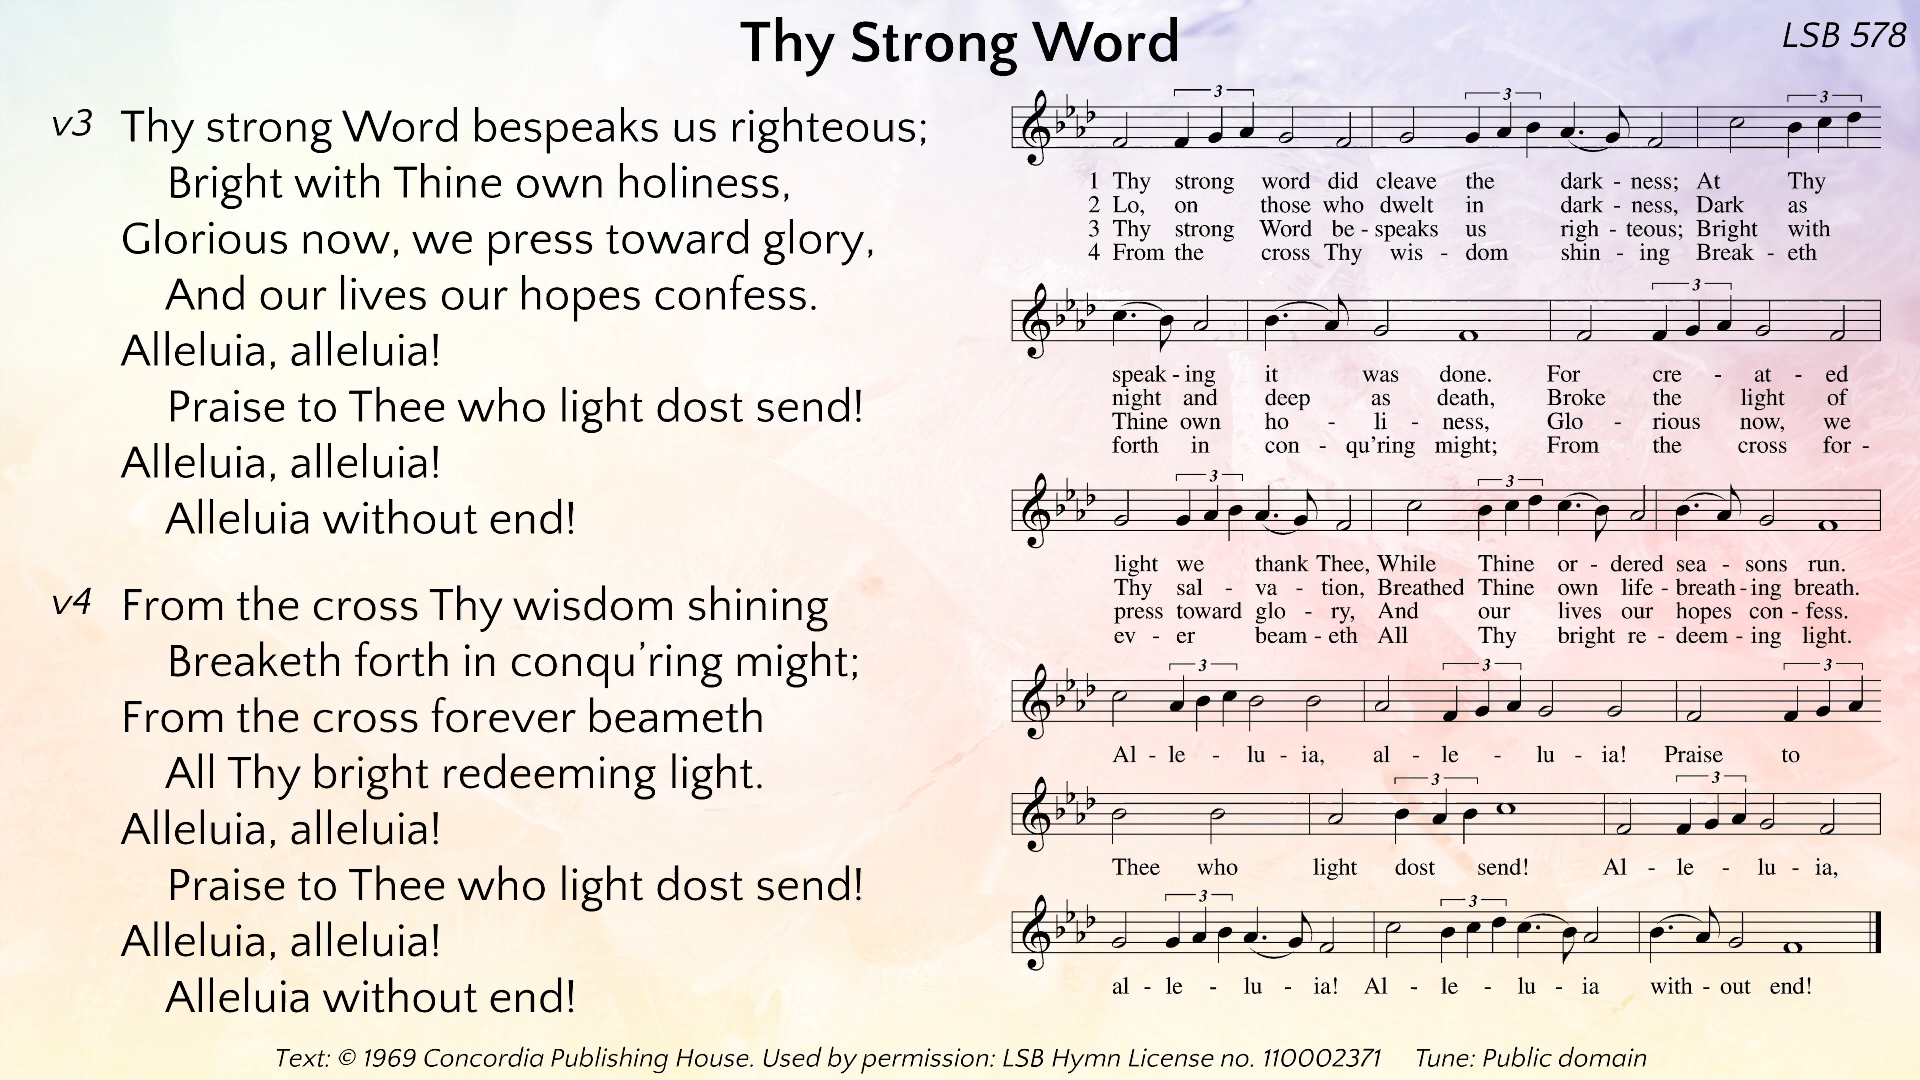 Thy Strong Word
LSB 578
v3 Thy strong Word bespeaks us righteous;
Bright with Thine own holiness,
Glorious now, we press toward glory,
And our lives our hopes confess.
Alleluia, alleluia!
Praise to Thee who light dost send!
Alleluia, alleluia!
Alleluia without end!
v4 From the cross Thy wisdom shining
Breaketh forth in conqu’ring might;
From the cross forever beameth
All Thy bright redeeming light.
Alleluia, alleluia!
Praise to Thee who light dost send!
Alleluia, alleluia!
Alleluia without end!
3 3 3
1 Thy strong word did cleave the dark - ness; At Thy
2 Lo, on those who dwelt in dark - ness, Dark as
3 Thy strong Word be - speaks us righ - teous; Bright with
4 From the cross Thy wis - dom shin - ing Break - eth
3
speak - ing it was done. For cre - at - ed
night and deep as death, Broke the light of
Thine own ho - li - ness, Glo - rious now, we
forth in con - qu’ring might; From the cross for -
3 3
light we thank Thee, While Thine or - dered sea - sons run.
Thy sal - va - tion, Breathed Thine own life - breath - ing breath.
press toward glo - ry, And our lives our hopes con - fess.
ev - er beam - eth All Thy bright re - deem - ing light.
3 3 3
Al - le - lu - ia, al - le - lu - ia! Praise to
3 3
Thee who light dost send! Al - le - lu - ia,
3 3
al - le - lu - ia! Al - le - lu - ia with - out end!
Text: © 1969 Concordia Publishing House. Used by permission: LSB Hymn License no. 110002371 Tune: Public domain